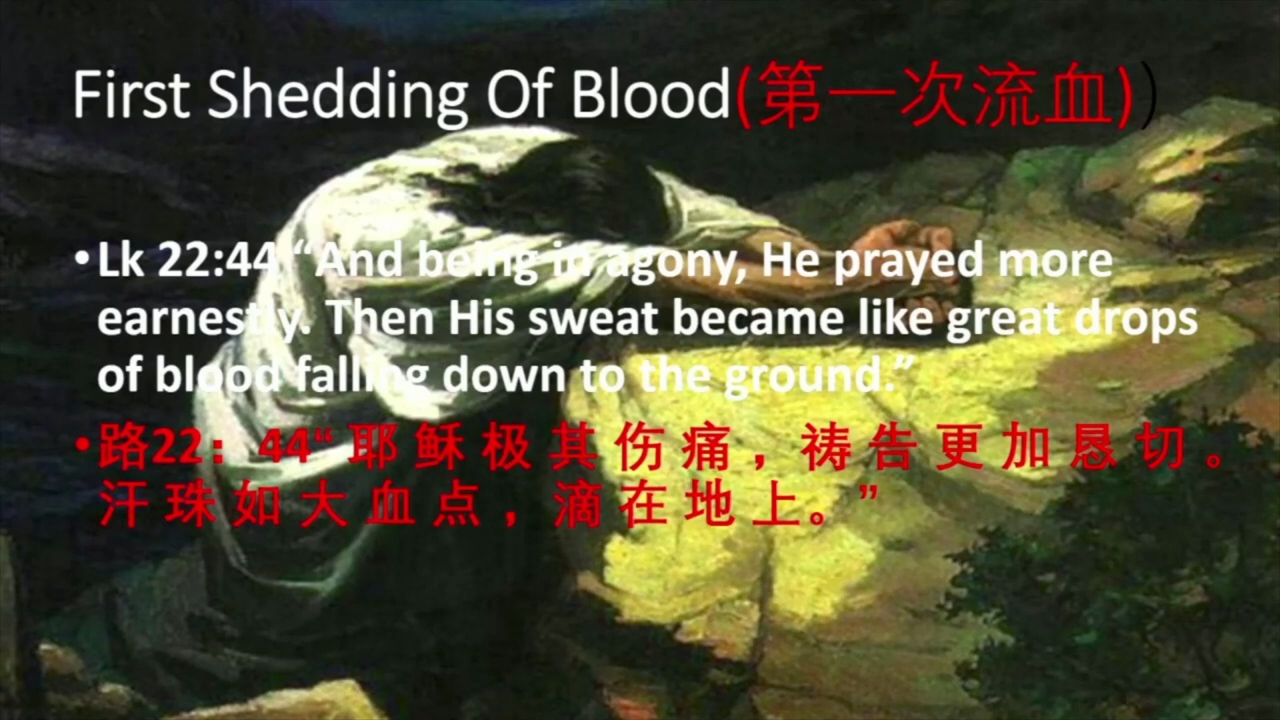 First Shedding Of Blood(第一次流血))
•Lk 22:44 “And being in agony, He prayed more
earnestly. Then His sweat became like great drops
of blood falling down to the ground.”
•路22：44“ 耶 稣 极 其 伤 痛 ，祷 告 更 加 恳 切 。
汗 珠 如 大 血 点 ，滴 在 地 上。”